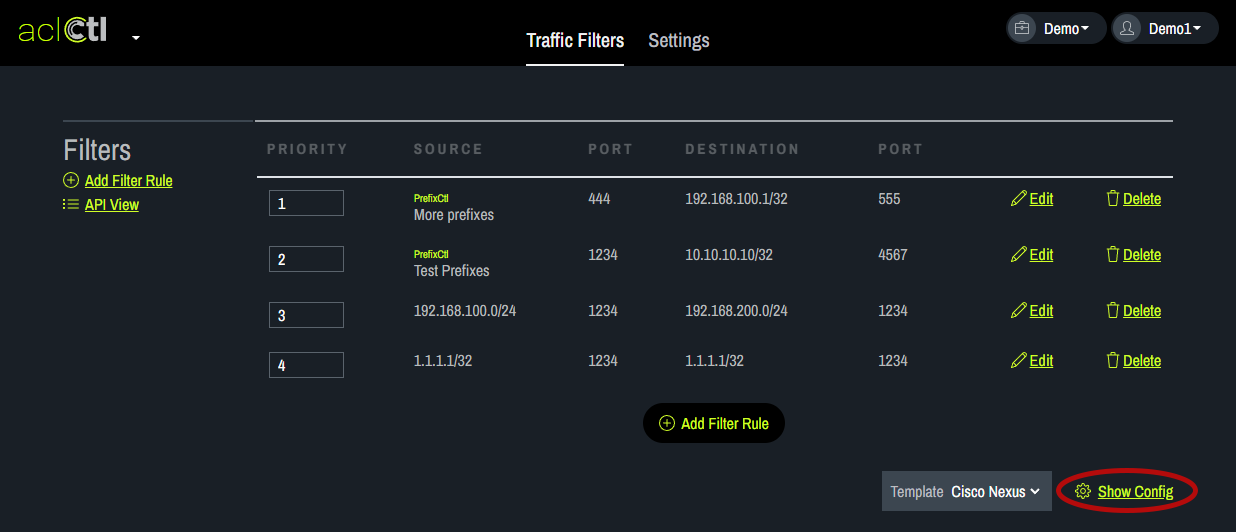 aclCtl
Traffic Filters Settings Demo Demo1
Filters
Add Filter Rule
API View
PRIORITY SOURCE PORT DESTINATION PORT
1 PrefixCtl More prefixes 444 192.168.100.1/32 555 Edit Delete
2 PrefixCtl Test Prefixes 1234 10.10.10.10/32 4567 Edit Delete
3 192.168.100.0/24 1234 192.168.200.0/24 1234 Edit Delete
4 1.1.1.1/32 1234 1.1.1.1/32 1234 Edit Delete
Add Filter Rule
Template Cisco Nexus Show Config